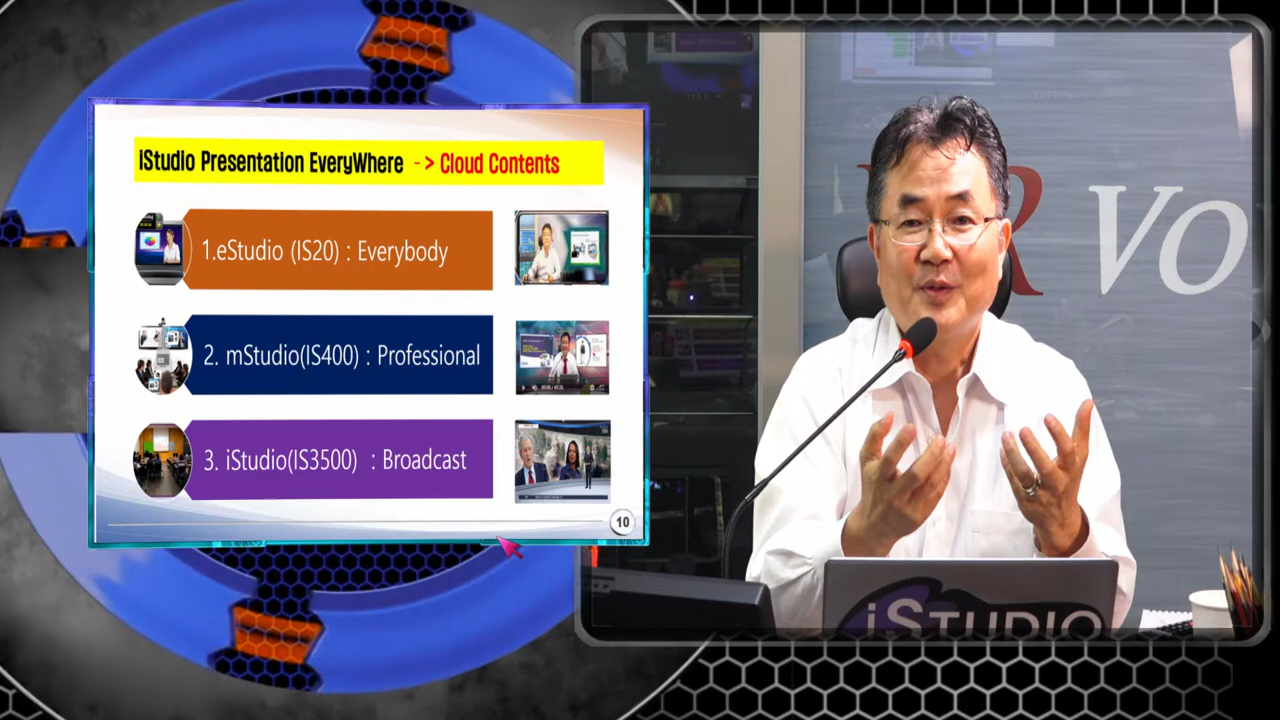 iStudio Presentation EveryWhere -> Cloud Contents
1.eStudio (IS20) : Everybody
2. mStudio(IS400) : Professional
3. iStudio(IS3500) : Broadcast
10
R VO
iSTUDIO